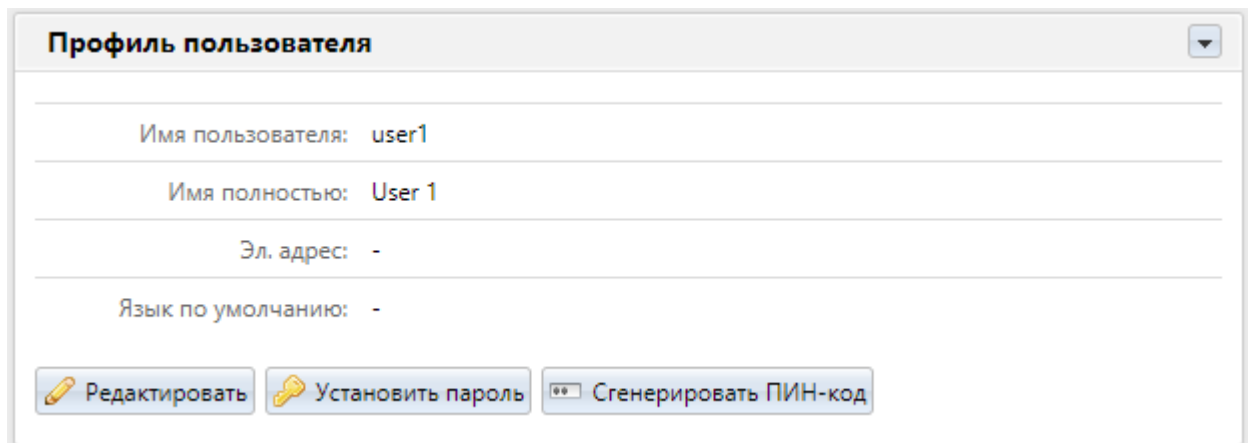 Профиль пользователя
Имя пользователя: user1
Имя полностью: User 1
Эл. адрес: -
Язык по умолчанию: -
Редактировать Установить пароль Сгенерировать ПИН-код